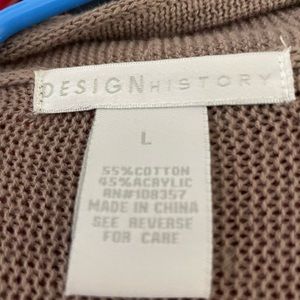 DESIGNHISTORY
L
55%COTTON
45%ACRYLIC
RN#108357
MADE IN CHINA
SEE REVERSE
FOR CARE